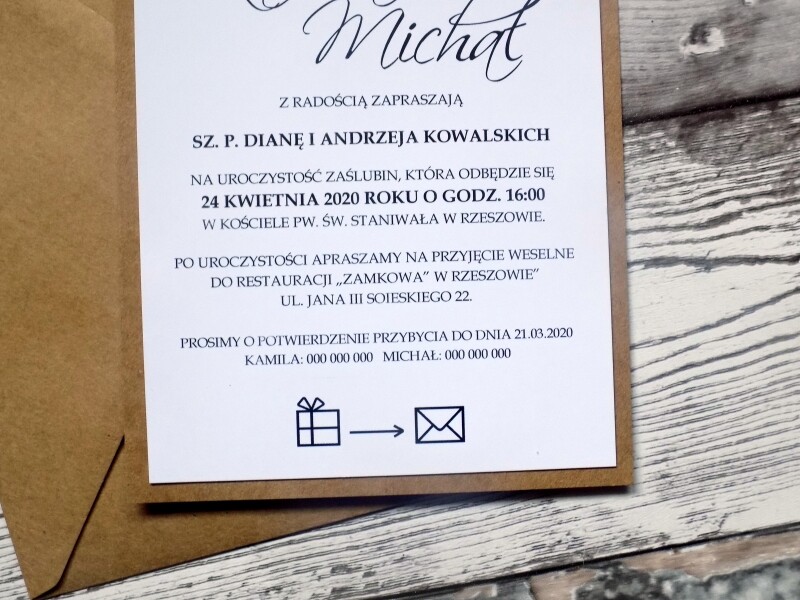 Michał
Z RADOŚCIĄ ZAPRASZAJĄ
SZ. P. DIANĘ I ANDRZEJA KOWALSKICH
NA UROCZYSTOŚĆ ZAŚLUBIN, KTÓRA ODBĘDZIE SIĘ
24 KWIETNIA 2020 ROKU O GODZ. 16:00
W KOŚCIELE PW. ŚW. STANIWAŁA W RZESZOWIE.
PO UROCZYSTOŚCI APRASZAMY NA PRZYJĘCIE WESELNE
DO RESTAURACJI „ZAMKOWA” W RZESZOWIE”
UL. JANA III SOIESKIEGO 22.
PROSIMY O POTWIERDZENIE PRZYBYCIA DO DNIA 21.03.2020
KAMILA: 000 000 000 MICHAŁ: 000 000 000